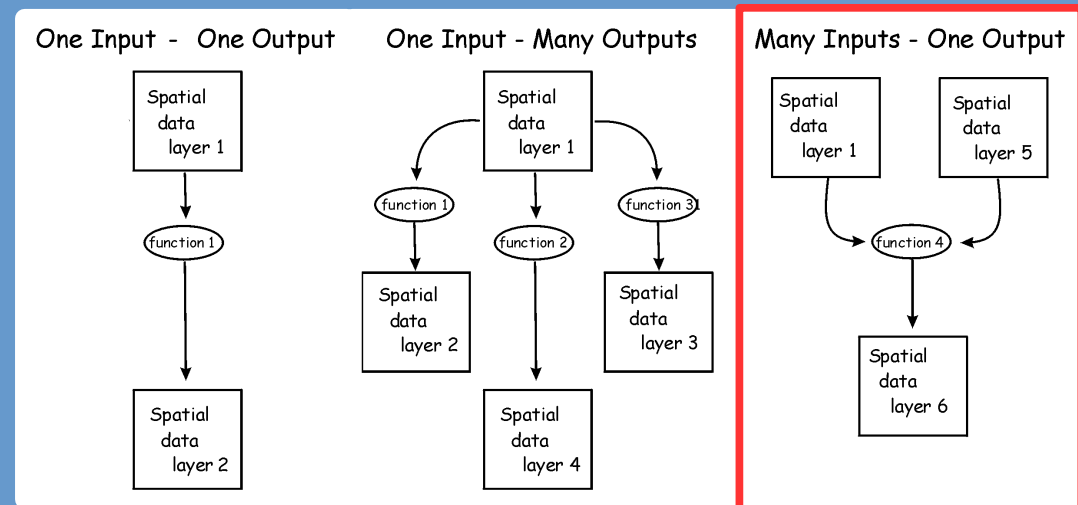 One Input - One Output
Spatial
data
layer 1
function 1
Spatial
data
layer 2
One Input - Many Outputs
Spatial
data
layer 1
function 1
function 2
function 31
Spatial
data
layer 2
Spatial
data
layer 3
Spatial
data
layer 4
Many Inputs - One Output
Spatial
data
layer 1
Spatial
data
layer 5
function 4
Spatial
data
layer 6